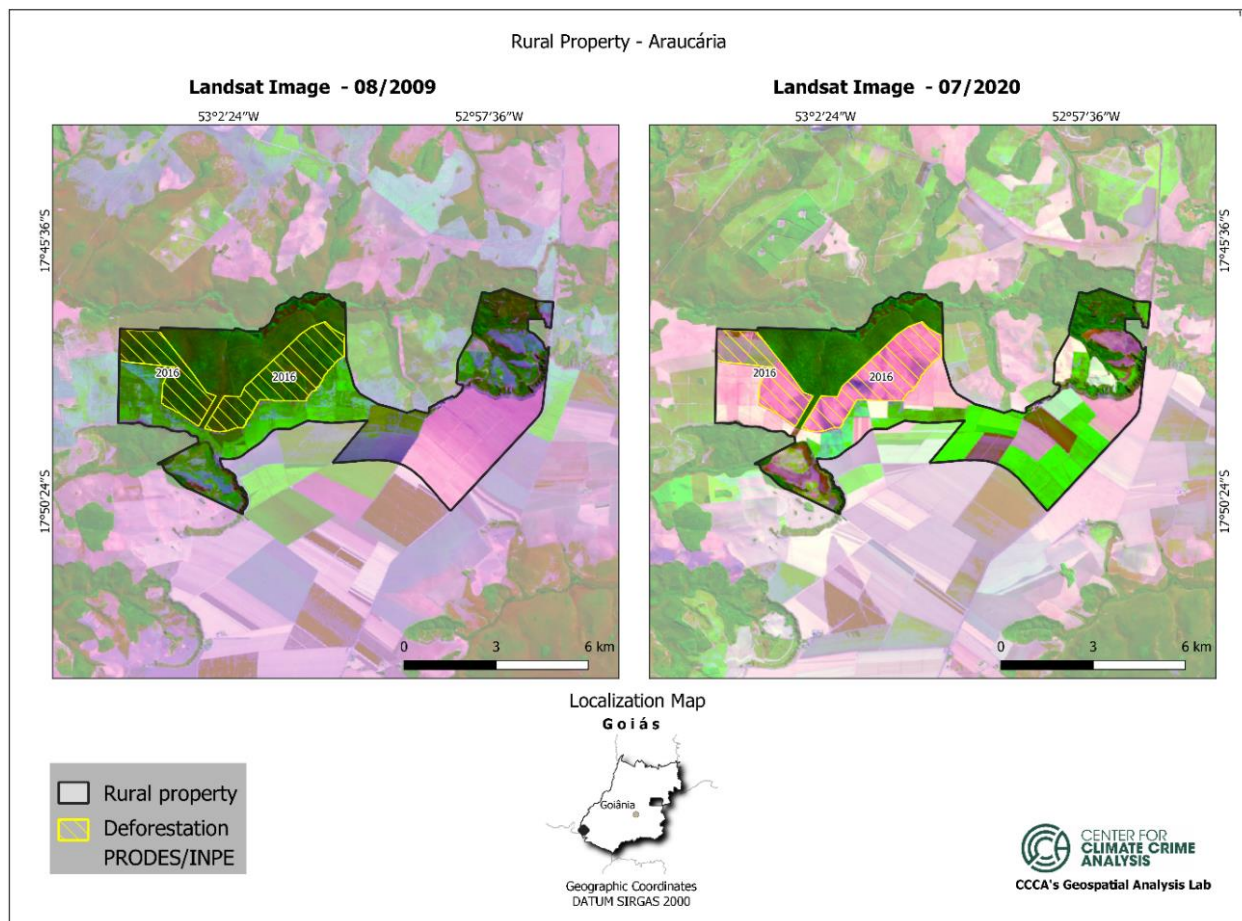 Rural Property - Araucária
Landsat Image - 08/2009
53°2'24"W
52°57'36"W
17°45'36"S
17°50'24"S
2016
2016
0
3
6 km
Landsat Image - 07/2020
53°2'24"W
52°57'36"W
17°45'36"S
17°50'24"S
2016
2016
0
3
6 km
Localization Map
Goiás
Goiânia
Geographic Coordinates
DATUM SIRGAS 2000
Rural property
Deforestation
PRODES/INPE
CENTER FOR
CLIMATE CRIME
ANALYSIS
CCCA's Geospatial Analysis Lab